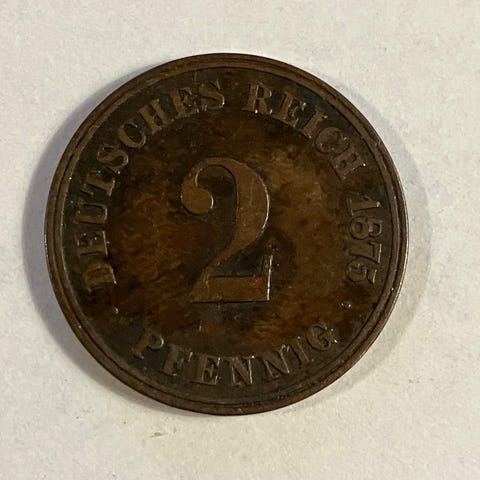 DEUTSCHES REICH 1875
2
PFENNIG